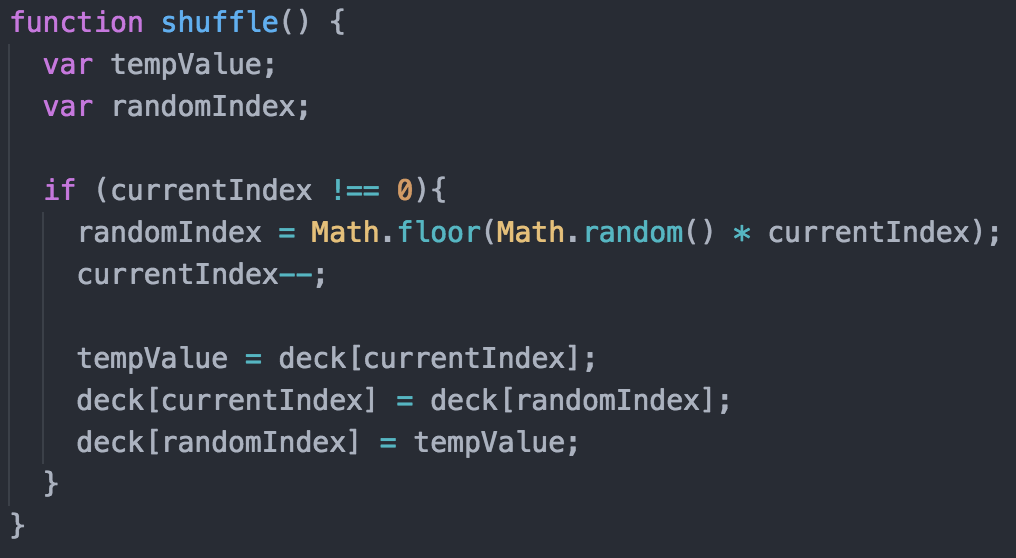 function shuffle() {
  var tempValue;
  var randomIndex;

  if (currentIndex !== 0){
    randomIndex = Math.floor(Math.random() * currentIndex);
    currentIndex--;

    tempValue = deck[currentIndex];
    deck[currentIndex] = deck[randomIndex];
    deck[randomIndex] = tempValue;
  }
}